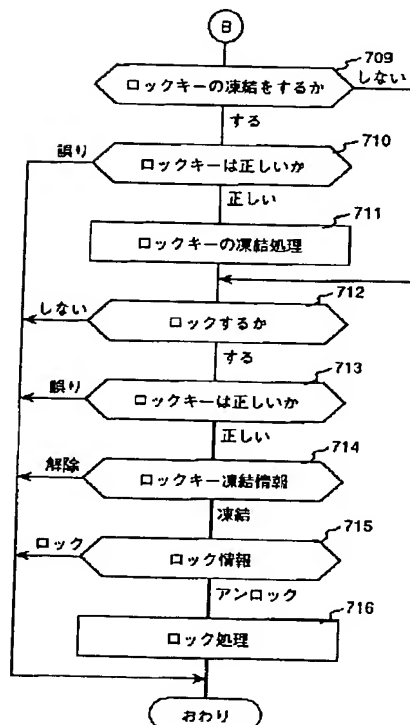 B
709
ロックキーの凍結をするか
しない
する
710
誤り
ロックキーは正しいか
正しい
711
ロックキーの凍結処理
712
しない
ロックするか
する
713
誤り
ロックキーは正しいか
正しい
714
解除
ロックキー凍結情報
凍結
715
ロック
ロック情報
アンロック
716
ロック処理
おわり